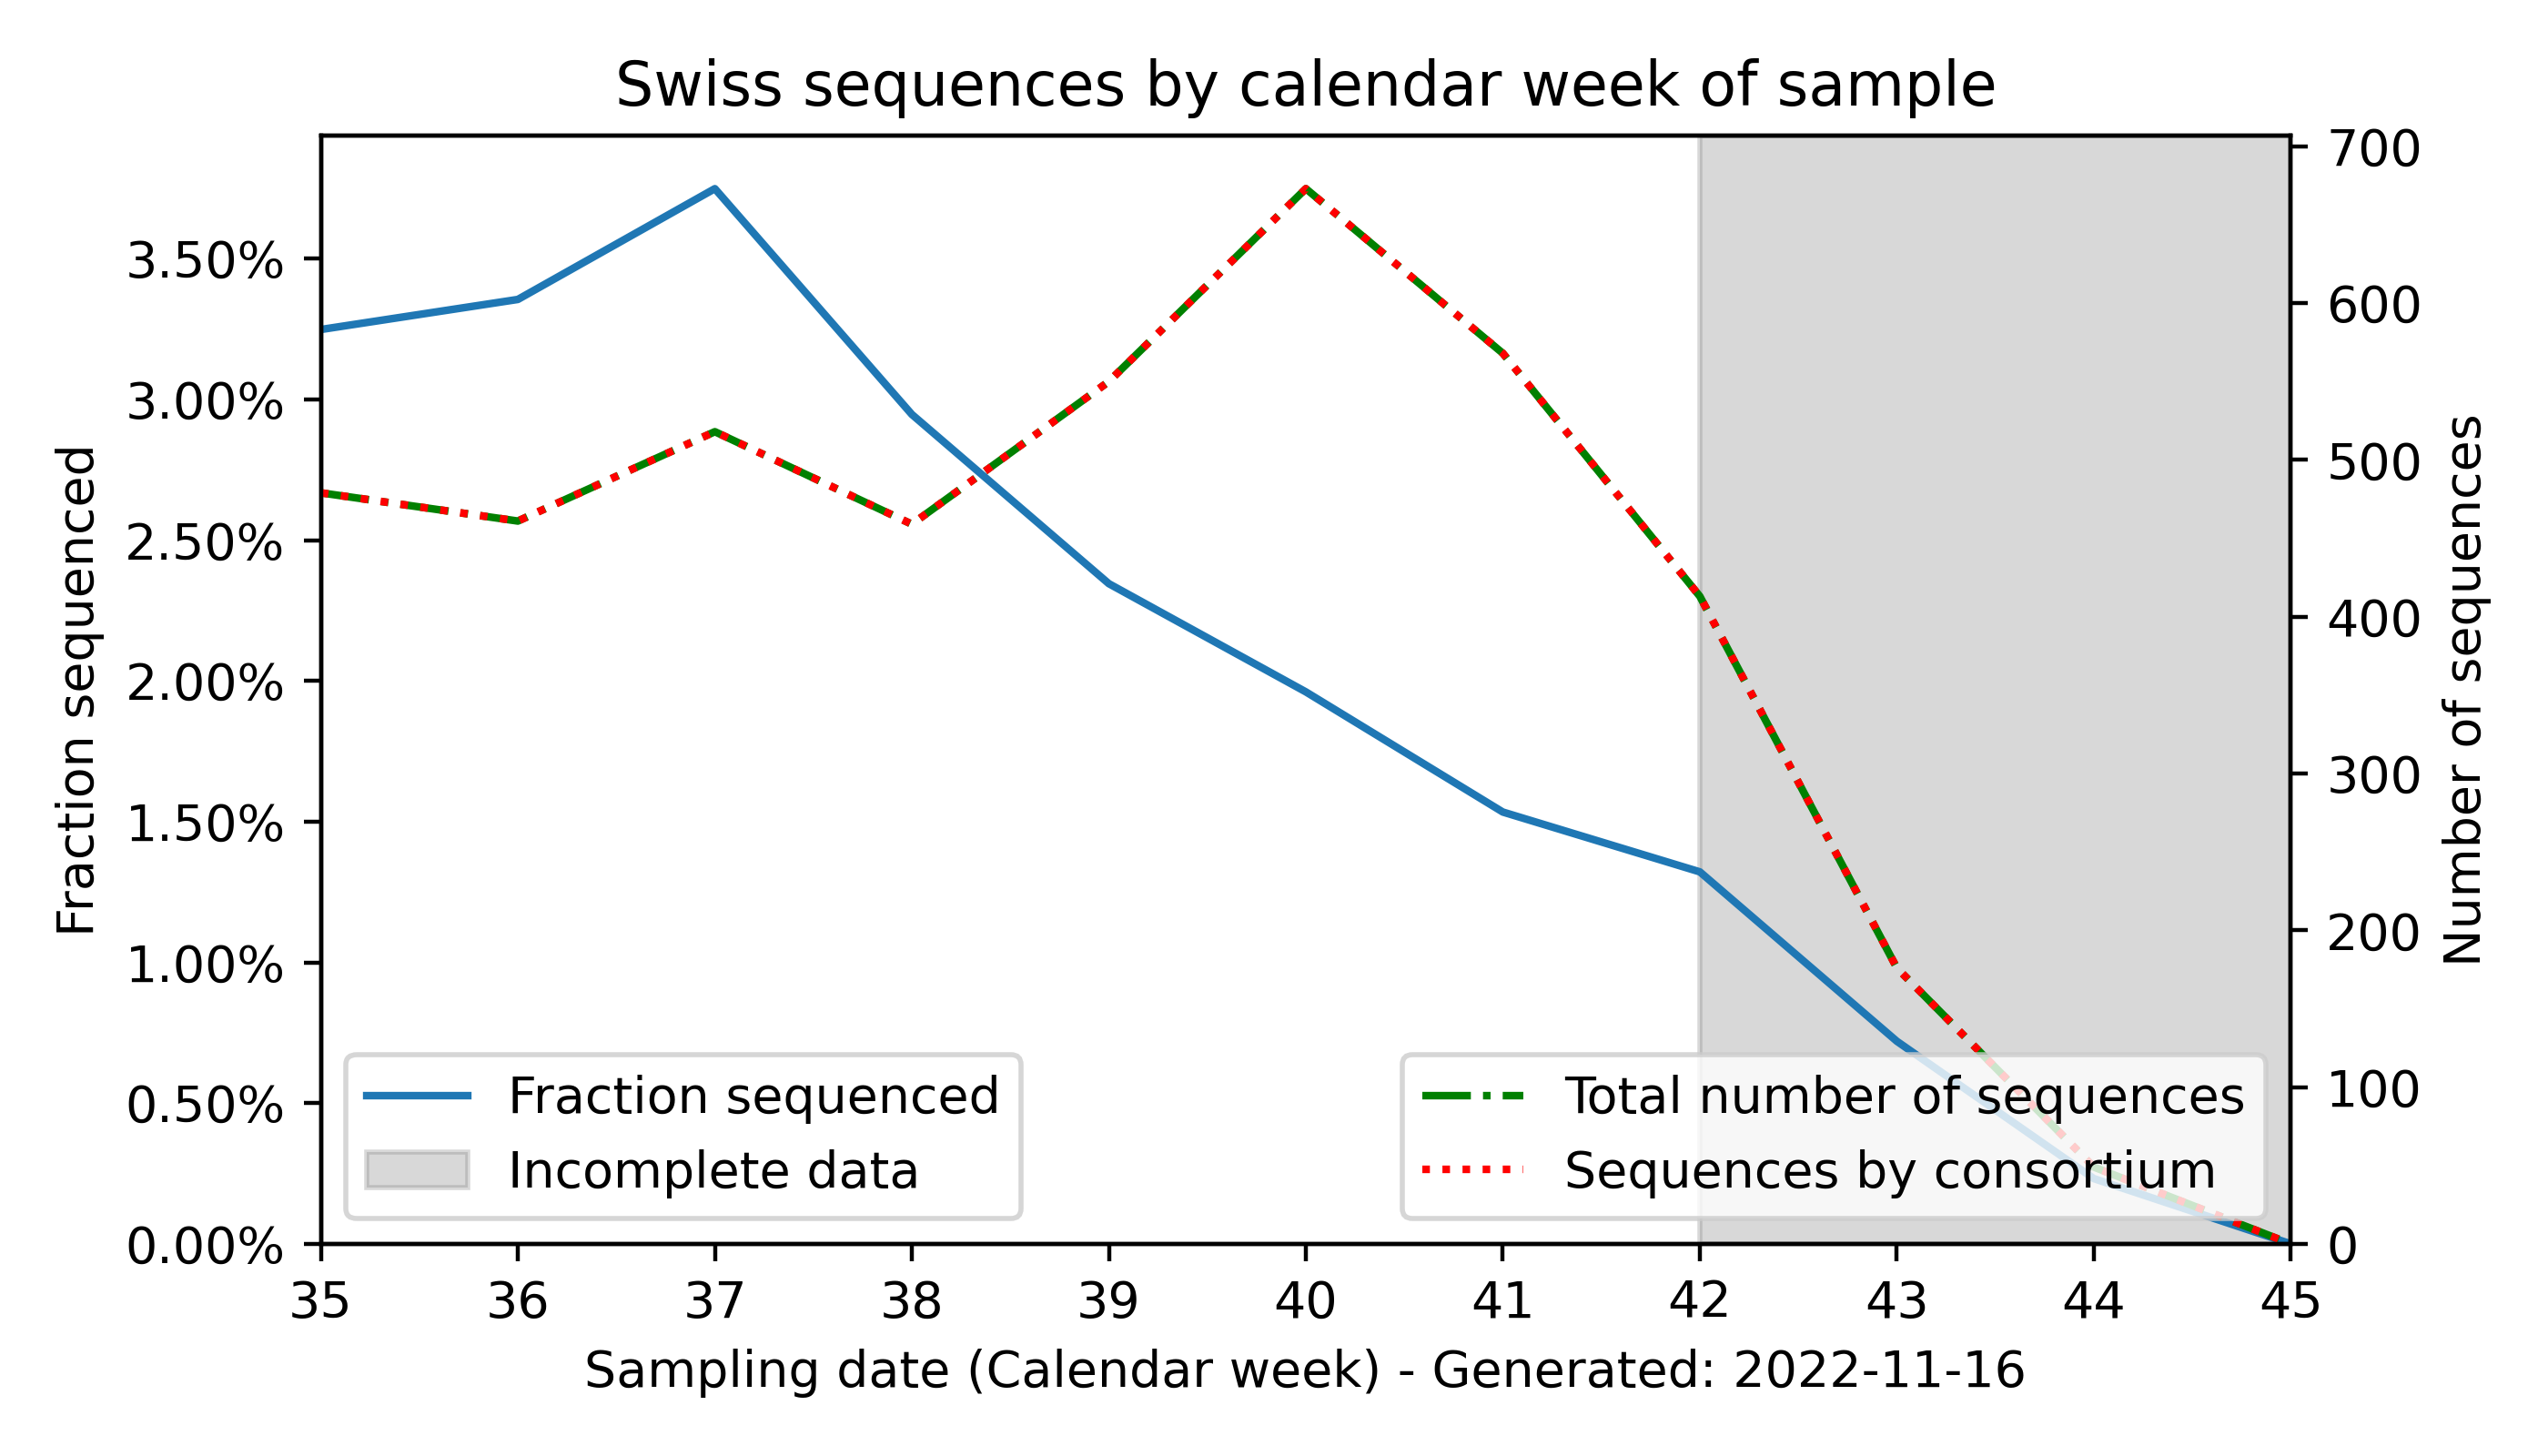 Swiss sequences by calendar week of sample
Fraction sequenced
3.50%
3.00%
2.50%
2.00%
1.50%
1.00%
0.50%
0.00%
700
600
500
400
300
200
100
0
Number of sequences
Fraction sequenced
Incomplete data
Total number of sequences
Sequences by consortium
35 36 37 38 39 40 41 42 43 44 45
Sampling date (Calendar week) - Generated: 2022-11-16